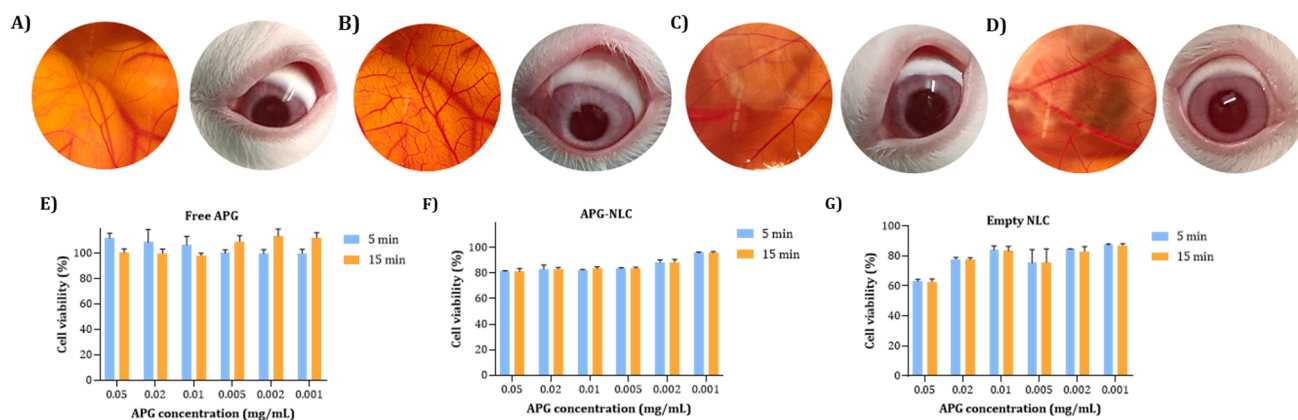 A)
B)
C)
D)
E)
Free APG
Cell viability (%)
100
80
60
40
20
0
0.05 0.02 0.01 0.005 0.002 0.001
APG concentration (mg/mL)
5 min
15 min
F)
APG-NLC
Cell viability (%)
100
80
60
40
20
0
0.05 0.02 0.01 0.005 0.002 0.001
APG concentration (mg/mL)
5 min
15 min
G)
Empty NLC
Cell viability (%)
100
80
60
40
20
0
0.05 0.02 0.01 0.005 0.002 0.001
APG concentration (mg/mL)
5 min
15 min